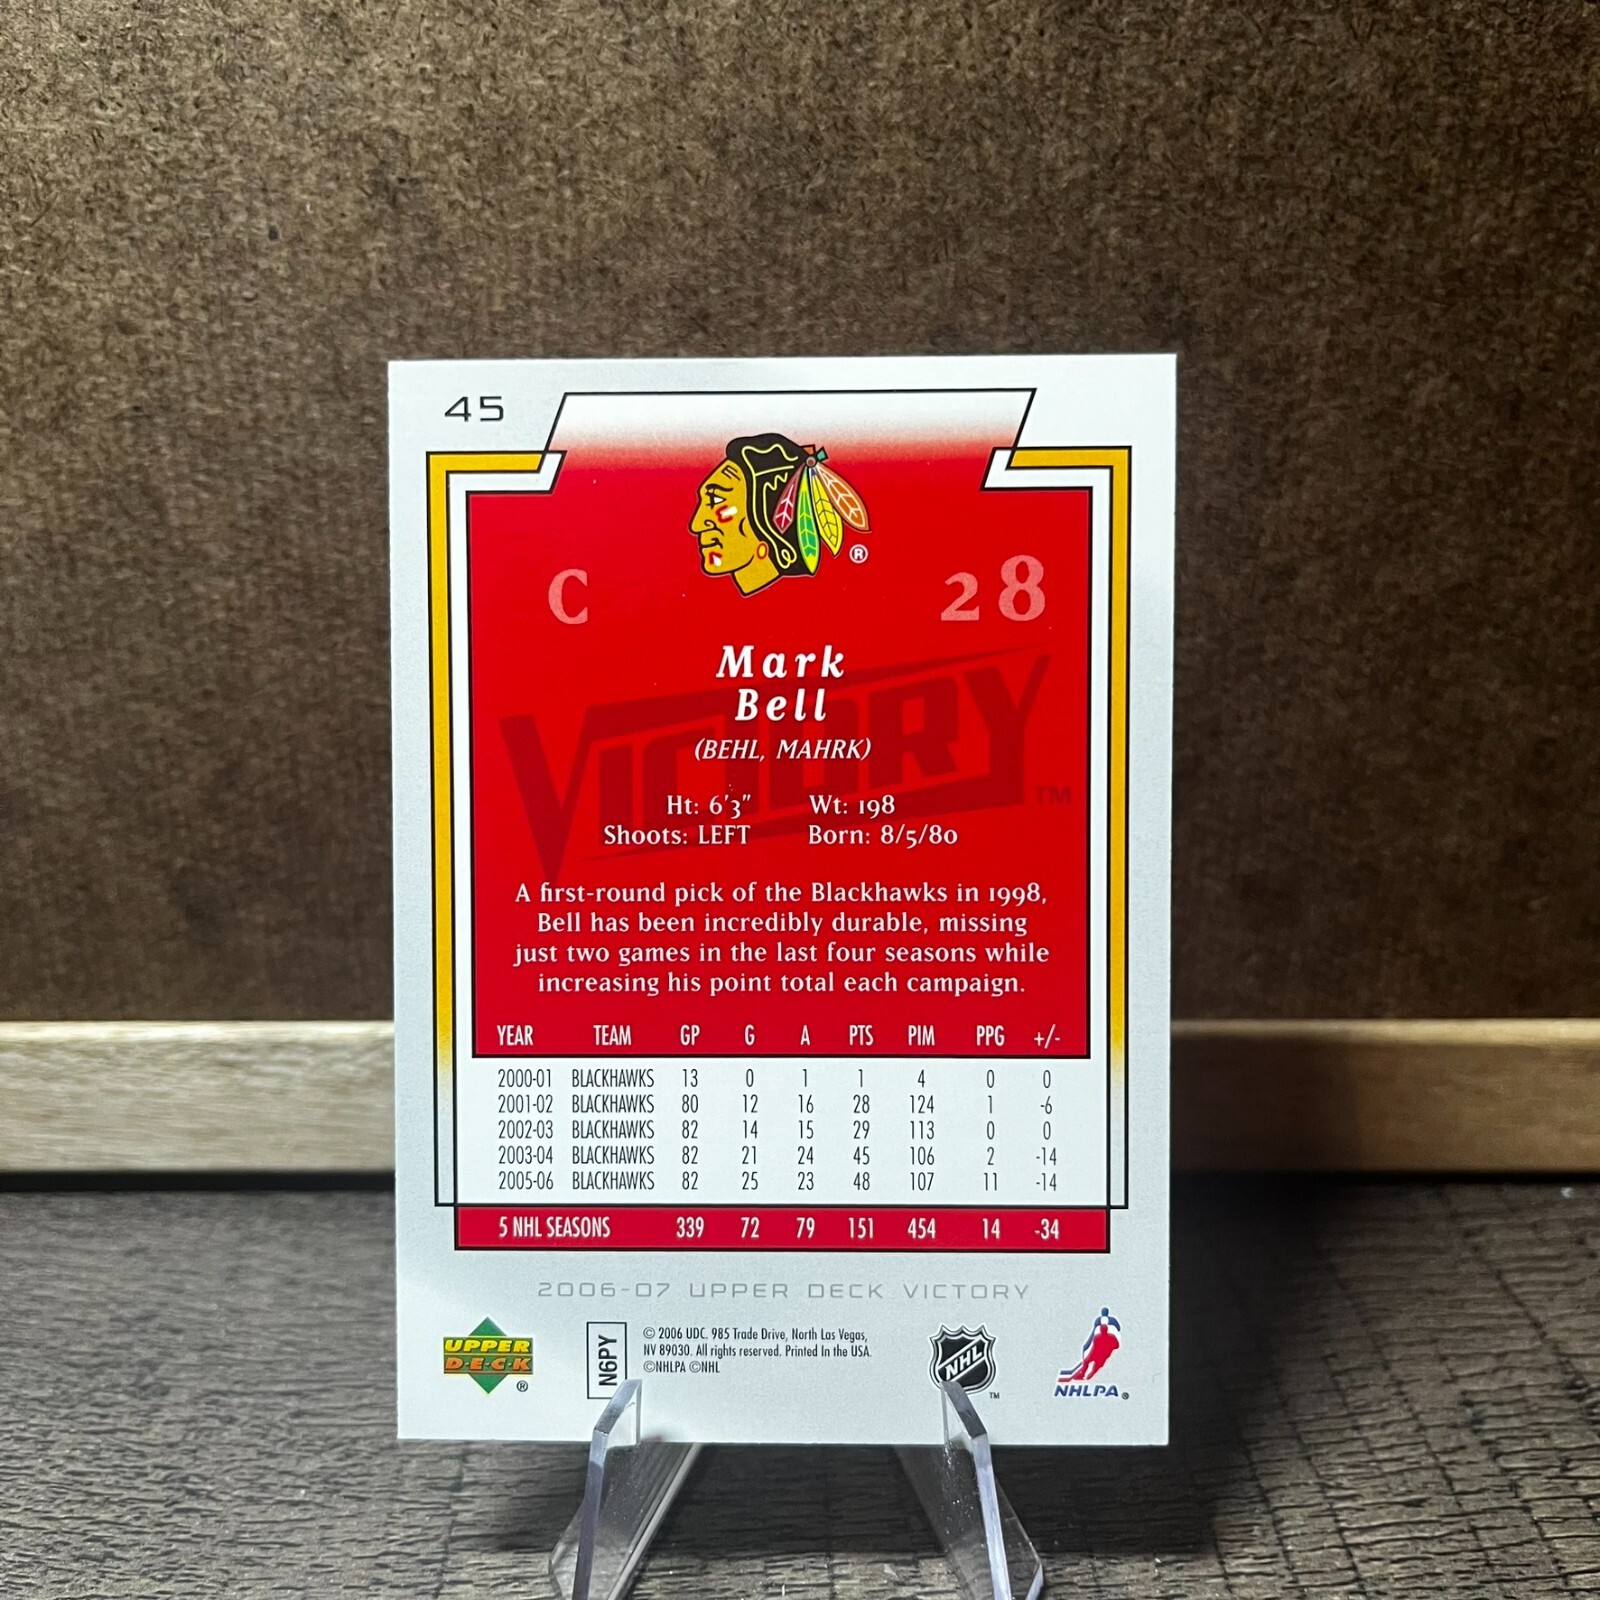 45
®
C 28
Mark
Bell
(BEHL, MAHRK)
VICTORY TM
Ht: 6'3" Wt: 198
Shoots: LEFT Born: 8/5/80
A first-round pick of the Blackhawks in 1998,
Bell has been incredibly durable, missing
just two games in the last four seasons while
increasing his point total each campaign.
YEAR TEAM GP G A PTS PIM PPG +/-
2000-01 BLACKHAWKS 13 0 1 1 4 0 0
2001-02 BLACKHAWKS 80 12 16 28 124 1 -6
2002-03 BLACKHAWKS 82 14 15 29 113 0 0
2003-04 BLACKHAWKS 82 21 24 45 106 2 -14
2005-06 BLACKHAWKS 82 25 23 48 107 11 -14
5 NHL SEASONS 339 72 79 151 454 14 -34
2006-07 UPPER DECK VICTORY
UPPER
D·E·C·K ®
N6PY
© 2006 UDC. 985 Trade Drive, North Las Vegas,
NV 89030. All rights reserved. Printed In the USA.
©NHLPA ©NHL
NHL TM
NHLPA ®